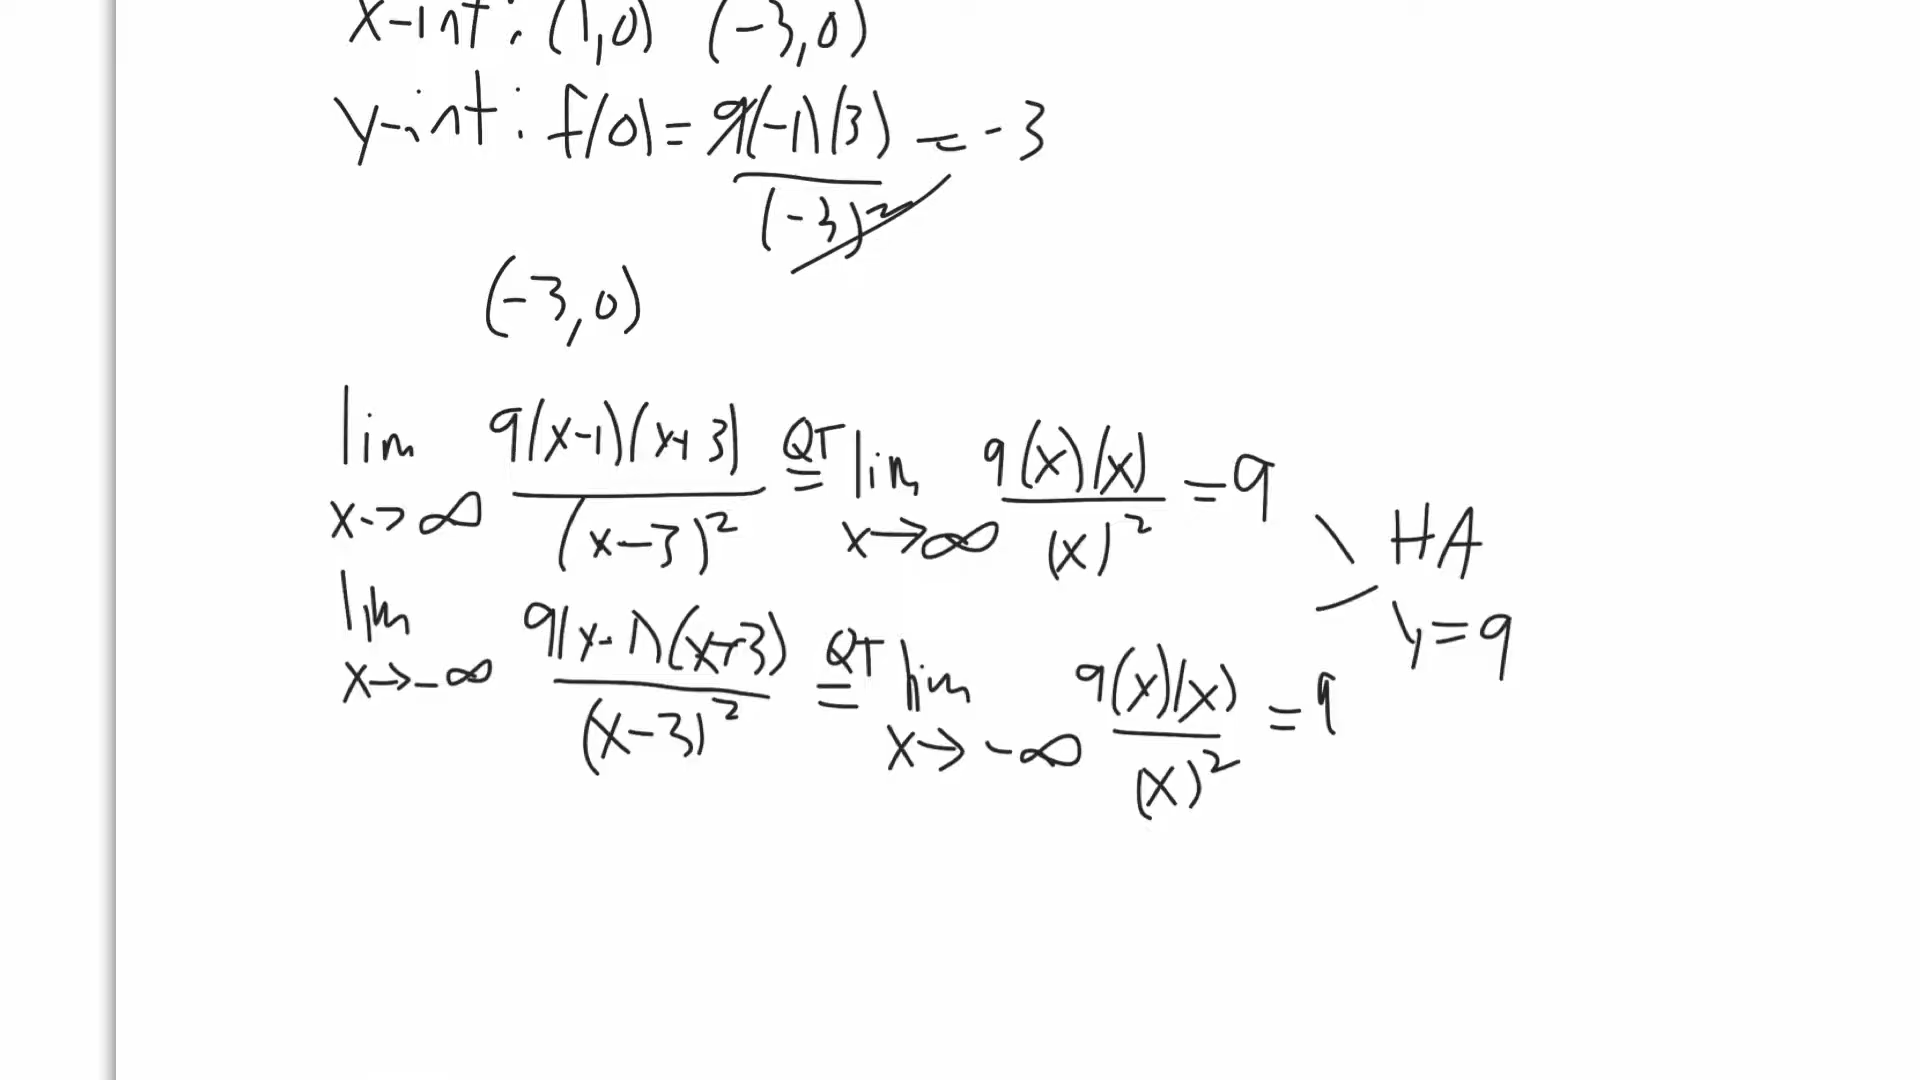 x-int: (1,0) (-3,0)
y-int: f(0) = 9(-1)(3)/(-3)² = -3
(-3,0)
lim x→∞ 9(x-1)(x+3)/(x-3)² QT= lim x→∞ 9(x)(x)/(x)² = 9
HA
y=9
lim x→-∞ 9(x-1)(x+3)/(x-3)² QT= lim x→-∞ 9(x)(x)/(x)² = 9